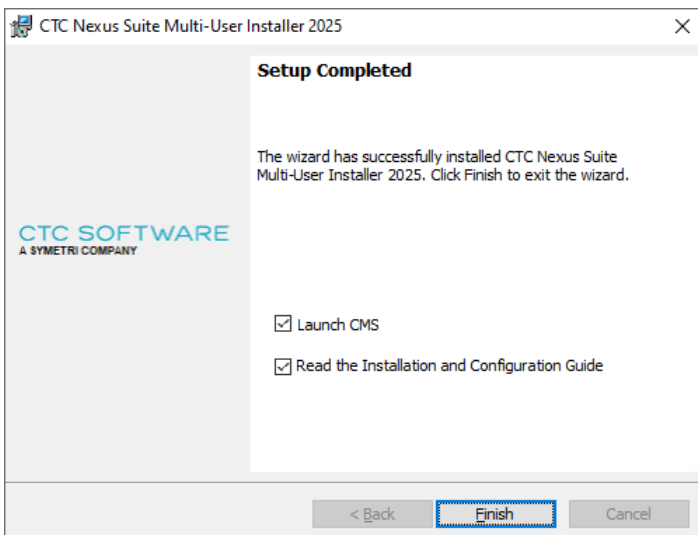 CTC Nexus Suite Multi-User Installer 2025
Setup Completed
The wizard has successfully installed CTC Nexus Suite
Multi-User Installer 2025. Click Finish to exit the wizard.
CTC SOFTWARE
A SYMETRI COMPANY
Launch CMS
Read the Installation and Configuration Guide
< Back
Finish
Cancel